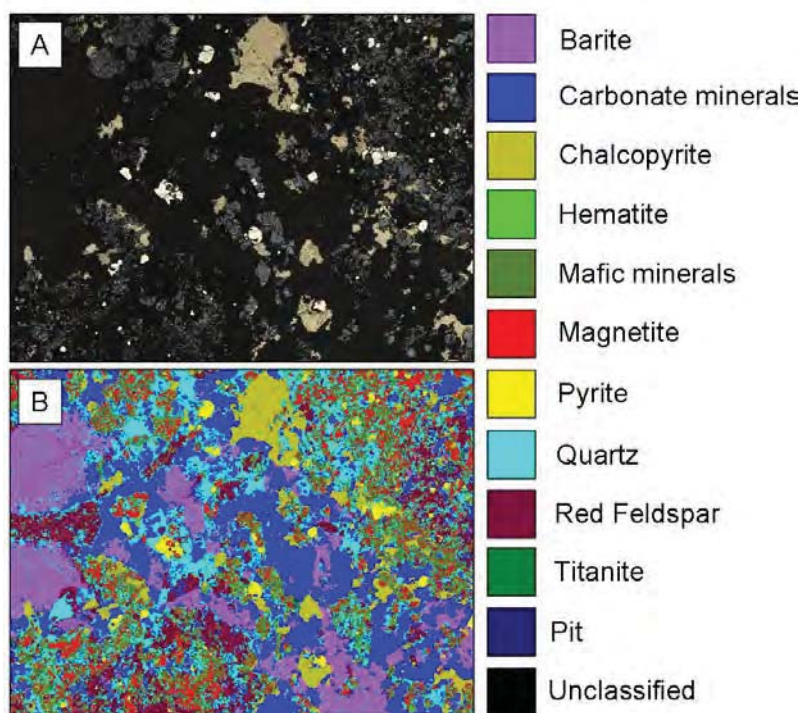 A
B
Barite
Carbonate minerals
Chalcopyrite
Hematite
Mafic minerals
Magnetite
Pyrite
Quartz
Red Feldspar
Titanite
Pit
Unclassified